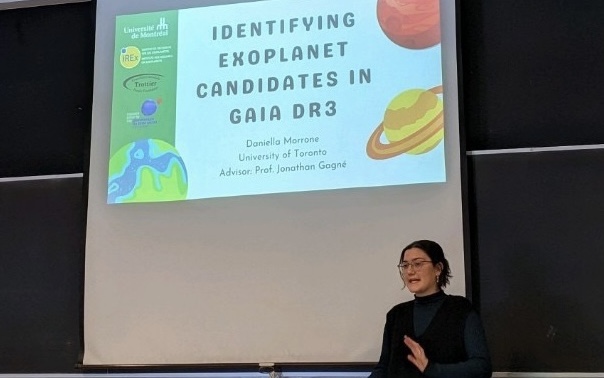 Université
de Montréal
iREx
IDENTIFYING
EXOPLANET
CANDIDATES IN
GAIA DR3
Daniella Morrone
University of Toronto
Advisor: Prof. Jonathan Gagné